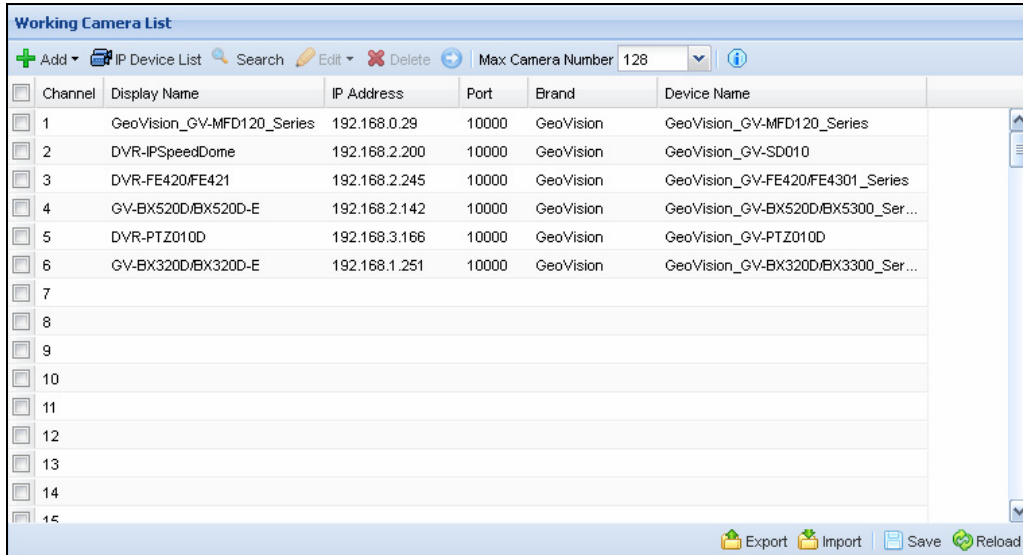 Working Camera List
Add IP Device List Search Edit Delete Max Camera Number 128
Channel Display Name IP Address Port Brand Device Name
1 GeoVision_GV-MFD120_Series 192.168.0.29 10000 GeoVision GeoVision_GV-MFD120_Series
2 DVR-IPSpeedDome 192.168.2.200 10000 GeoVision GeoVision_GV-SD010
3 DVR-FE420/FE421 192.168.2.245 10000 GeoVision GeoVision_GV-FE420/FE4301_Series
4 GV-BX520D/BX520D-E 192.168.2.142 10000 GeoVision GeoVision_GV-BX520D/BX5300_Ser...
5 DVR-PTZ010D 192.168.3.166 10000 GeoVision GeoVision_GV-PTZ010D
6 GV-BX320D/BX320D-E 192.168.1.251 10000 GeoVision GeoVision_GV-BX320D/BX3300_Ser...
7
8
9
10
11
12
13
14
15
Export Import Save Reload